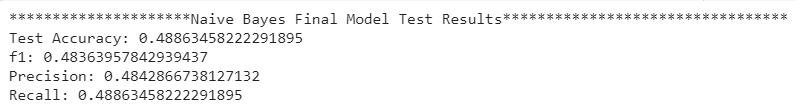 *********************Naive Bayes Final Model Test Results*********************************
Test Accuracy: 0.48863458222291895
f1: 0.48363957842939437
Precision: 0.4842866738127132
Recall: 0.48863458222291895